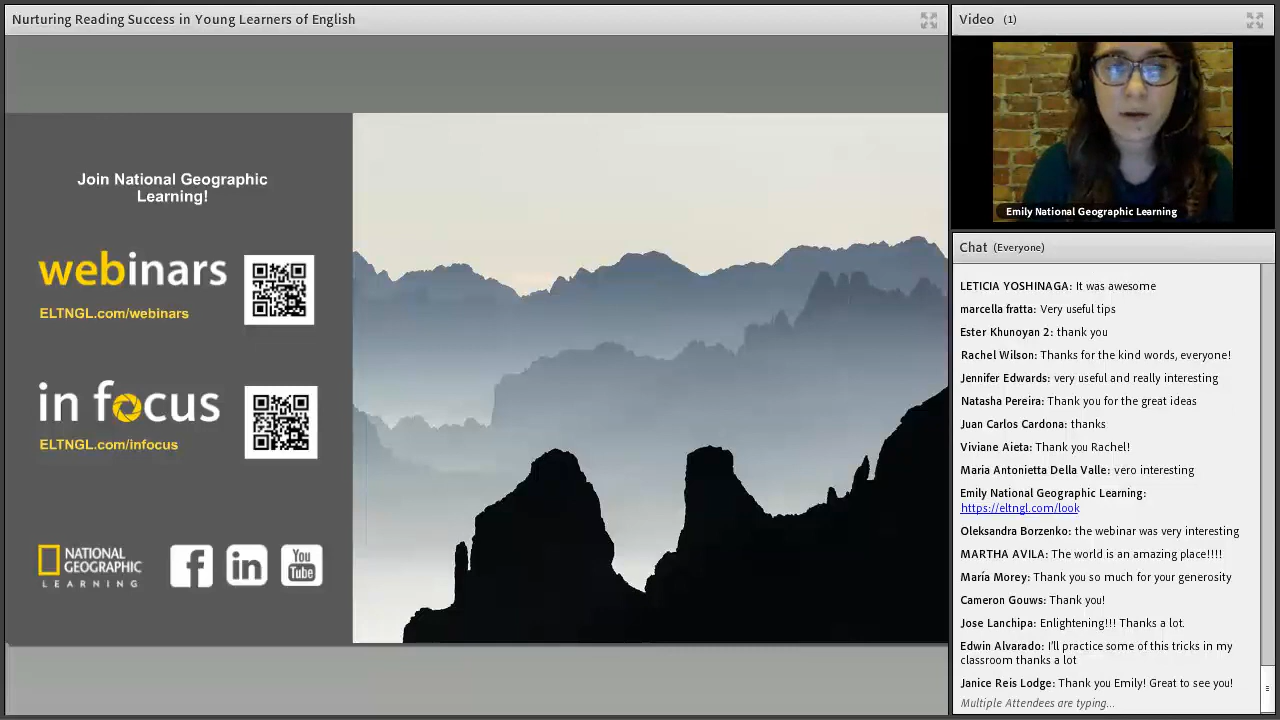 Nurturing Reading Success in Young Learners of English
Join National Geographic
Learning!
webinars
ELTNGL.com/webinars
in focus
ELTNGL.com/infocus
NATIONAL
GEOGRAPHIC
LEARNING
f
in
You
Tube
Video (1)
Emily National Geographic Learning
Chat (Everyone)
LETICIA YOSHINAGA: It was awesome
marcella fratta: Very useful tips
Ester Khunoyan 2: thank you
Rachel Wilson: Thanks for the kind words, everyone!
Jennifer Edwards: very useful and really interesting
Natasha Pereira: Thank you for the great ideas
Juan Carlos Cardona: thanks
Viviane Aieta: Thank you Rachel!
Maria Antonietta Della Valle: vero interesting
Emily National Geographic Learning:
https://eltngl.com/look
Oleksandra Borzenko: the webinar was very interesting
MARTHA AVILA: The world is an amazing place!!!!
María Morey: Thank you so much for your generosity
Cameron Gouws: Thank you!
Jose Lanchipa: Enlightening!!! Thanks a lot.
Edwin Alvarado: I'll practice some of this tricks in my
classroom thanks a lot
Janice Reis Lodge: Thank you Emily! Great to see you!
Multiple Attendees are typing...